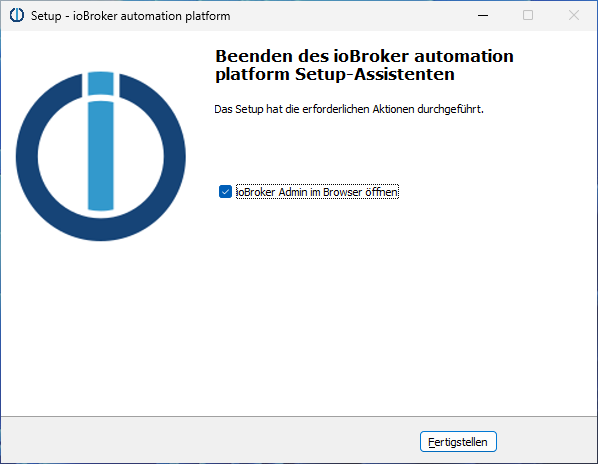 Setup - ioBroker automation platform
Beenden des ioBroker automation
platform Setup-Assistenten
Das Setup hat die erforderlichen Aktionen durchgeführt.
ioBroker Admin im Browser öffnen
Fertigstellen